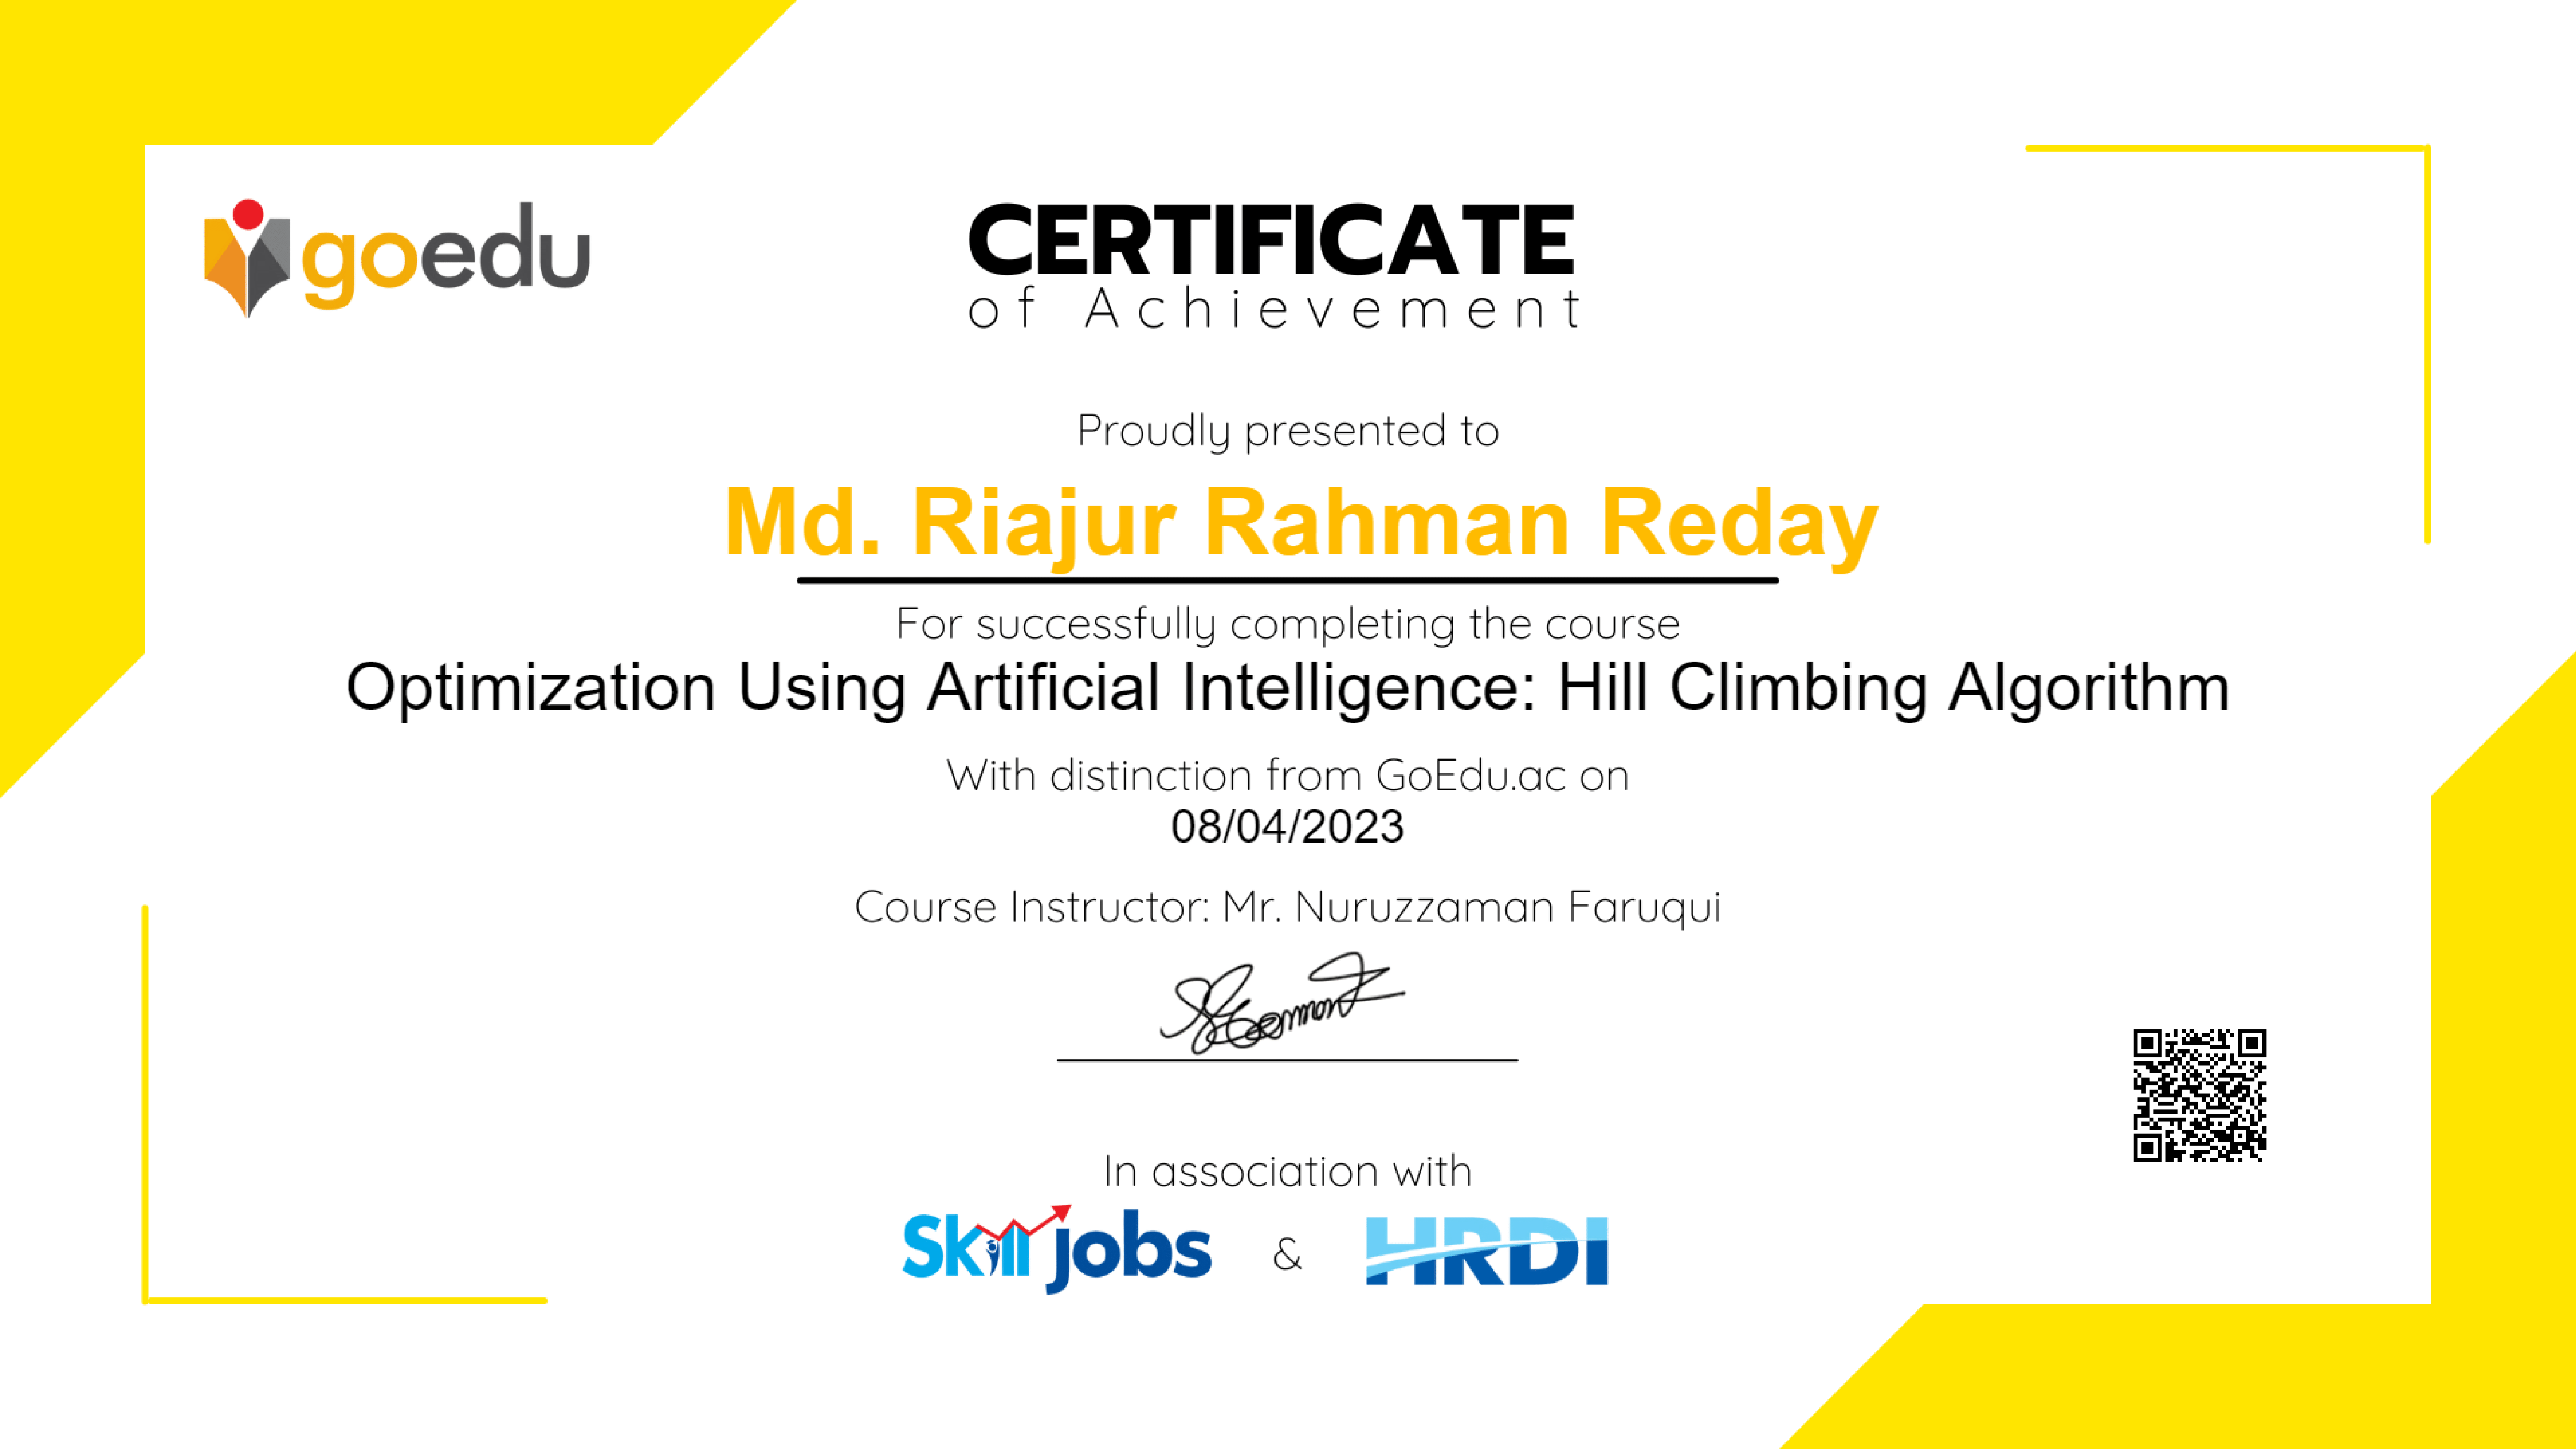 goedu
CERTIFICATE
of Achievement
Proudly presented to
Md. Riajur Rahman Reday
For successfully completing the course
Optimization Using Artificial Intelligence: Hill Climbing Algorithm
With distinction from GoEdu.ac on
08/04/2023
Course Instructor: Mr. Nuruzzaman Faruqui
In association with
Skill jobs & HRDI